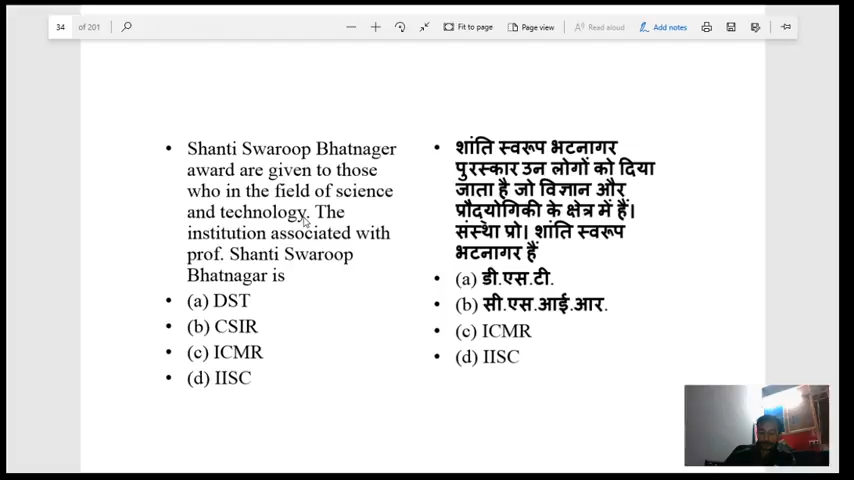 34 of 201
Fit to page
Page view
Read aloud
Add notes
• Shanti Swaroop Bhatnager
award are given to those
who in the field of science
and technology. The
institution associated with
prof. Shanti Swaroop
Bhatnagar is
• (a) DST
• (b) CSIR
• (c) ICMR
• (d) IISC
• शांति स्वरूप भटनागर
पुरस्कार उन लोगों को दिया
जाता है जो विज्ञान और
प्रौद्योगिकी के क्षेत्र में हैं।
संस्था प्रो। शांति स्वरूप
भटनागर हैं
• (a) डी.एस.टी.
• (b) सी.एस.आई.आर.
• (c) ICMR
• (d) IISC